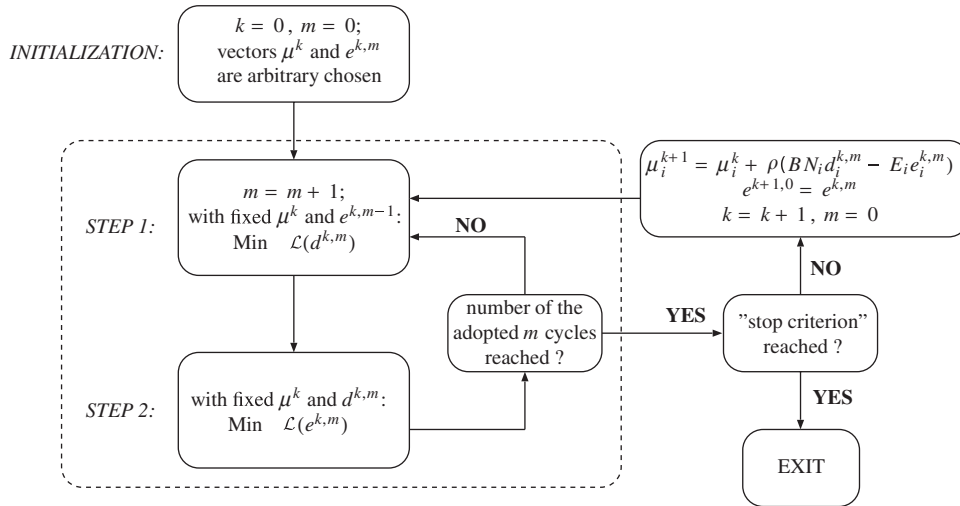 INITIALIZATION:
k = 0 , m = 0;
vectors μ^k and e^{k,m}
are arbitrary chosen
STEP 1:
m = m + 1;
with fixed μ^k and e^{k,m−1}:
Min ℒ(d^{k,m})
NO
μ_i^{k+1} = μ_i^k + ρ(BN_i d_i^{k,m} − E_i e_i^{k,m})
e^{k+1,0} = e^{k,m}
k = k + 1 , m = 0
NO
number of the
adopted m cycles
reached ?
YES
”stop criterion”
reached ?
STEP 2:
with fixed μ^k and d^{k,m}:
Min ℒ(e^{k,m})
YES
EXIT